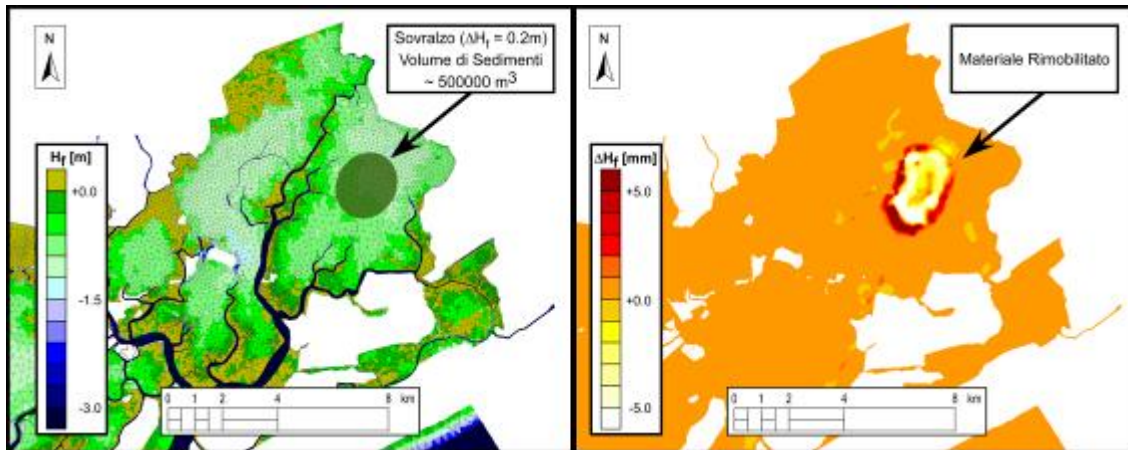 N
Sovralzo (ΔHf = 0.2m)
Volume di Sedimenti
~ 500000 m³
Hf [m]
+0.0
-1.5
-3.0
0 1 2 4 8
km
N
Materiale Rimobilitato
ΔHf [mm]
+5.0
+0.0
-5.0
0 1 2 4 8
km